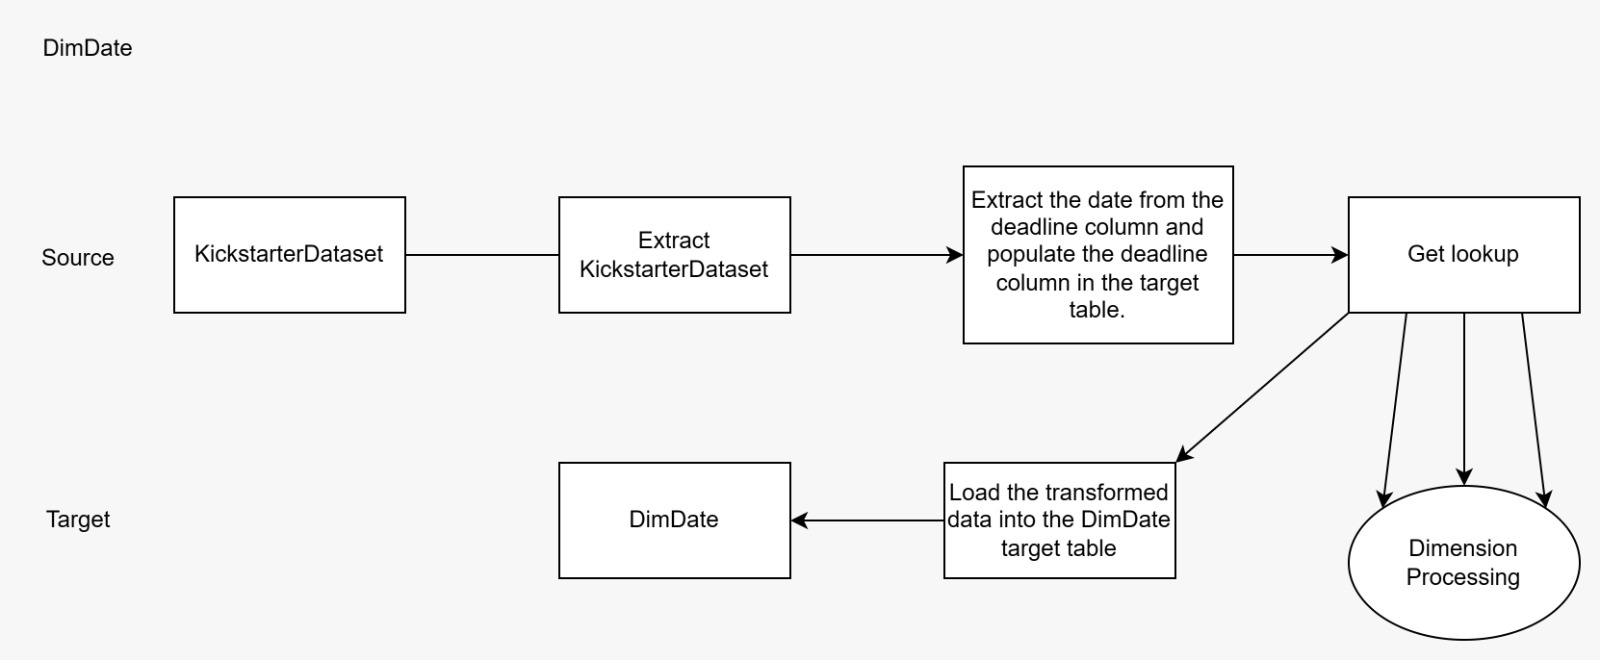 DimDate
Source
KickstarterDataset
Extract
KickstarterDataset
Extract the date from the
deadline column and
populate the deadline
column in the target
table.
Get lookup
Target
DimDate
Load the transformed
data into the DimDate
target table
Dimension
Processing